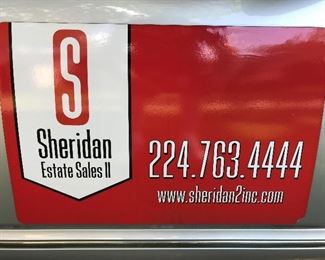 S
Sheridan
Estate Sales II
224.763.4444
www.sheridan2inc.com